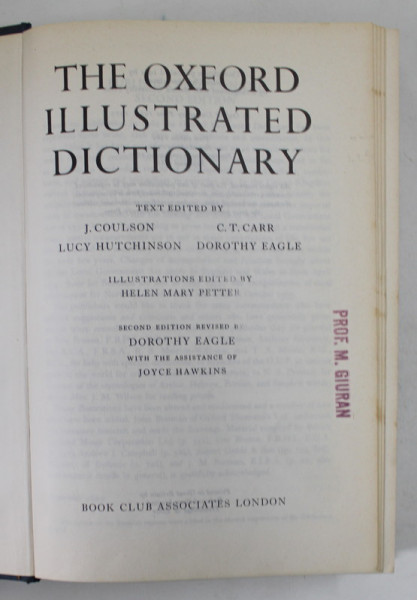 THE OXFORD
ILLUSTRATED
DICTIONARY
TEXT EDITED BY
J. COULSON C. T. CARR
LUCY HUTCHINSON DOROTHY EAGLE
ILLUSTRATIONS EDITED BY
HELEN MARY PETTER
SECOND EDITION REVISED
DOROTHY EAGLE
WITH THE ASSISTANCE OF
JOYCE HAWKINS
PROF. M. GIURAN
BOOK CLUB ASSOCIATES LONDON